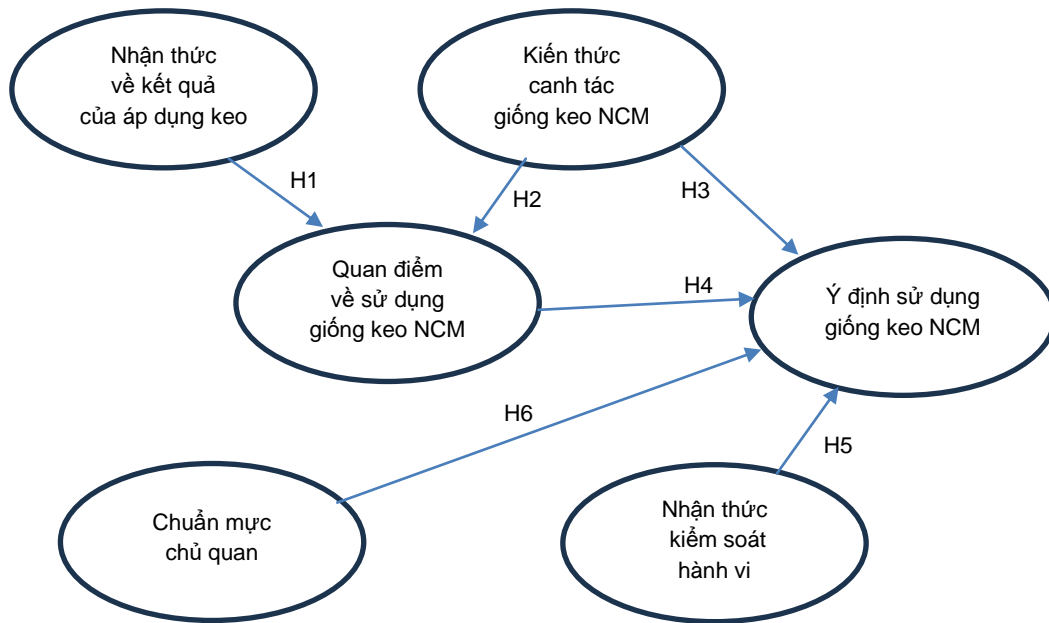 Nhận thức
về kết quả
của áp dụng keo
Kiến thức
canh tác
giống keo NCM
H1
H2
H3
Quan điểm
về sử dụng
giống keo NCM
H4
Ý định sử dụng
giống keo NCM
H6
H5
Chuẩn mực
chủ quan
Nhận thức
kiểm soát
hành vi